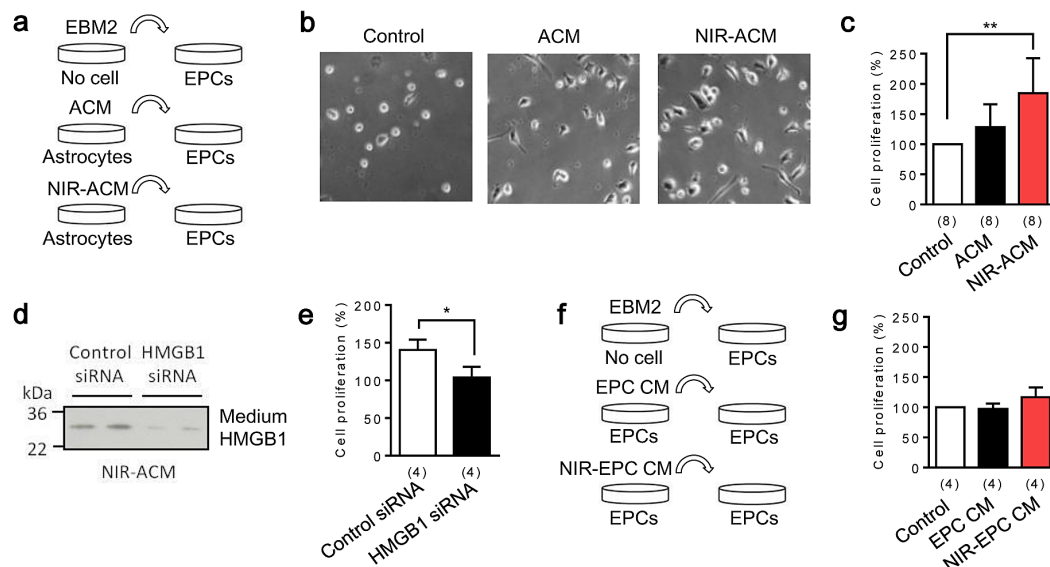 a
EBM2
No cell EPCs
ACM
Astrocytes EPCs
NIR-ACM
Astrocytes EPCs
b
Control ACM NIR-ACM
c
**
Cell proliferation (%)
250
200
150
100
50
0
(8) (8) (8)
Control ACM NIR-ACM
d
Control HMGB1
siRNA siRNA
kDa
36
22
Medium
HMGB1
NIR-ACM
e
*
Cell proliferation (%)
200
150
100
50
0
(4) (4)
Control siRNA HMGB1 siRNA
f
EBM2
No cell EPCs
EPC CM
EPCs EPCs
NIR-EPC CM
EPCs EPCs
g
Cell proliferation (%)
250
200
150
100
50
0
(4) (4) (4)
Control EPC CM NIR-EPC CM